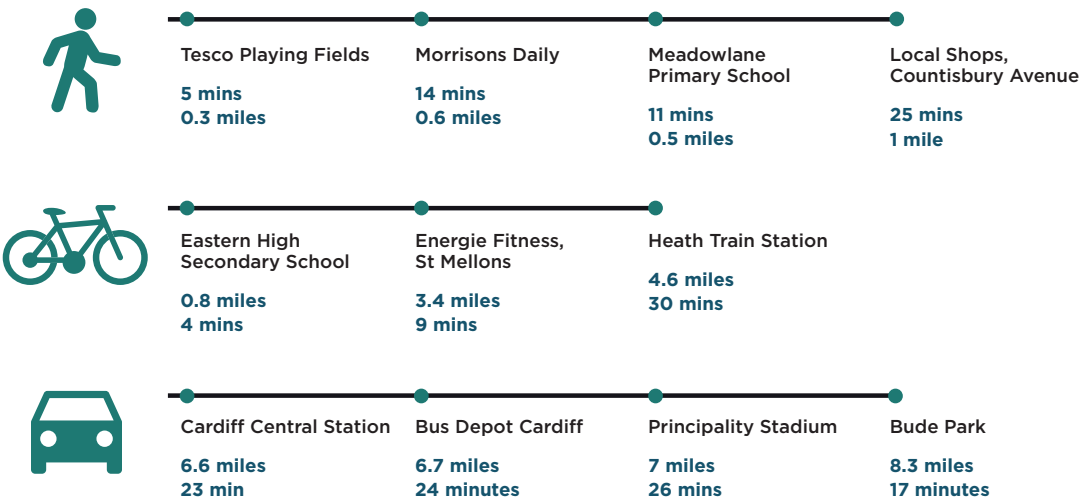 Tesco Playing Fields
5 mins
0.3 miles
Morrisons Daily
14 mins
0.6 miles
Meadowlane
Primary School
11 mins
0.5 miles
Local Shops,
Countisbury Avenue
25 mins
1 mile
Eastern High
Secondary School
0.8 miles
4 mins
Energie Fitness,
St Mellons
3.4 miles
9 mins
Heath Train Station
4.6 miles
30 mins
Cardiff Central Station
6.6 miles
23 min
Bus Depot Cardiff
6.7 miles
24 minutes
Principality Stadium
7 miles
26 mins
Bude Park
8.3 miles
17 minutes